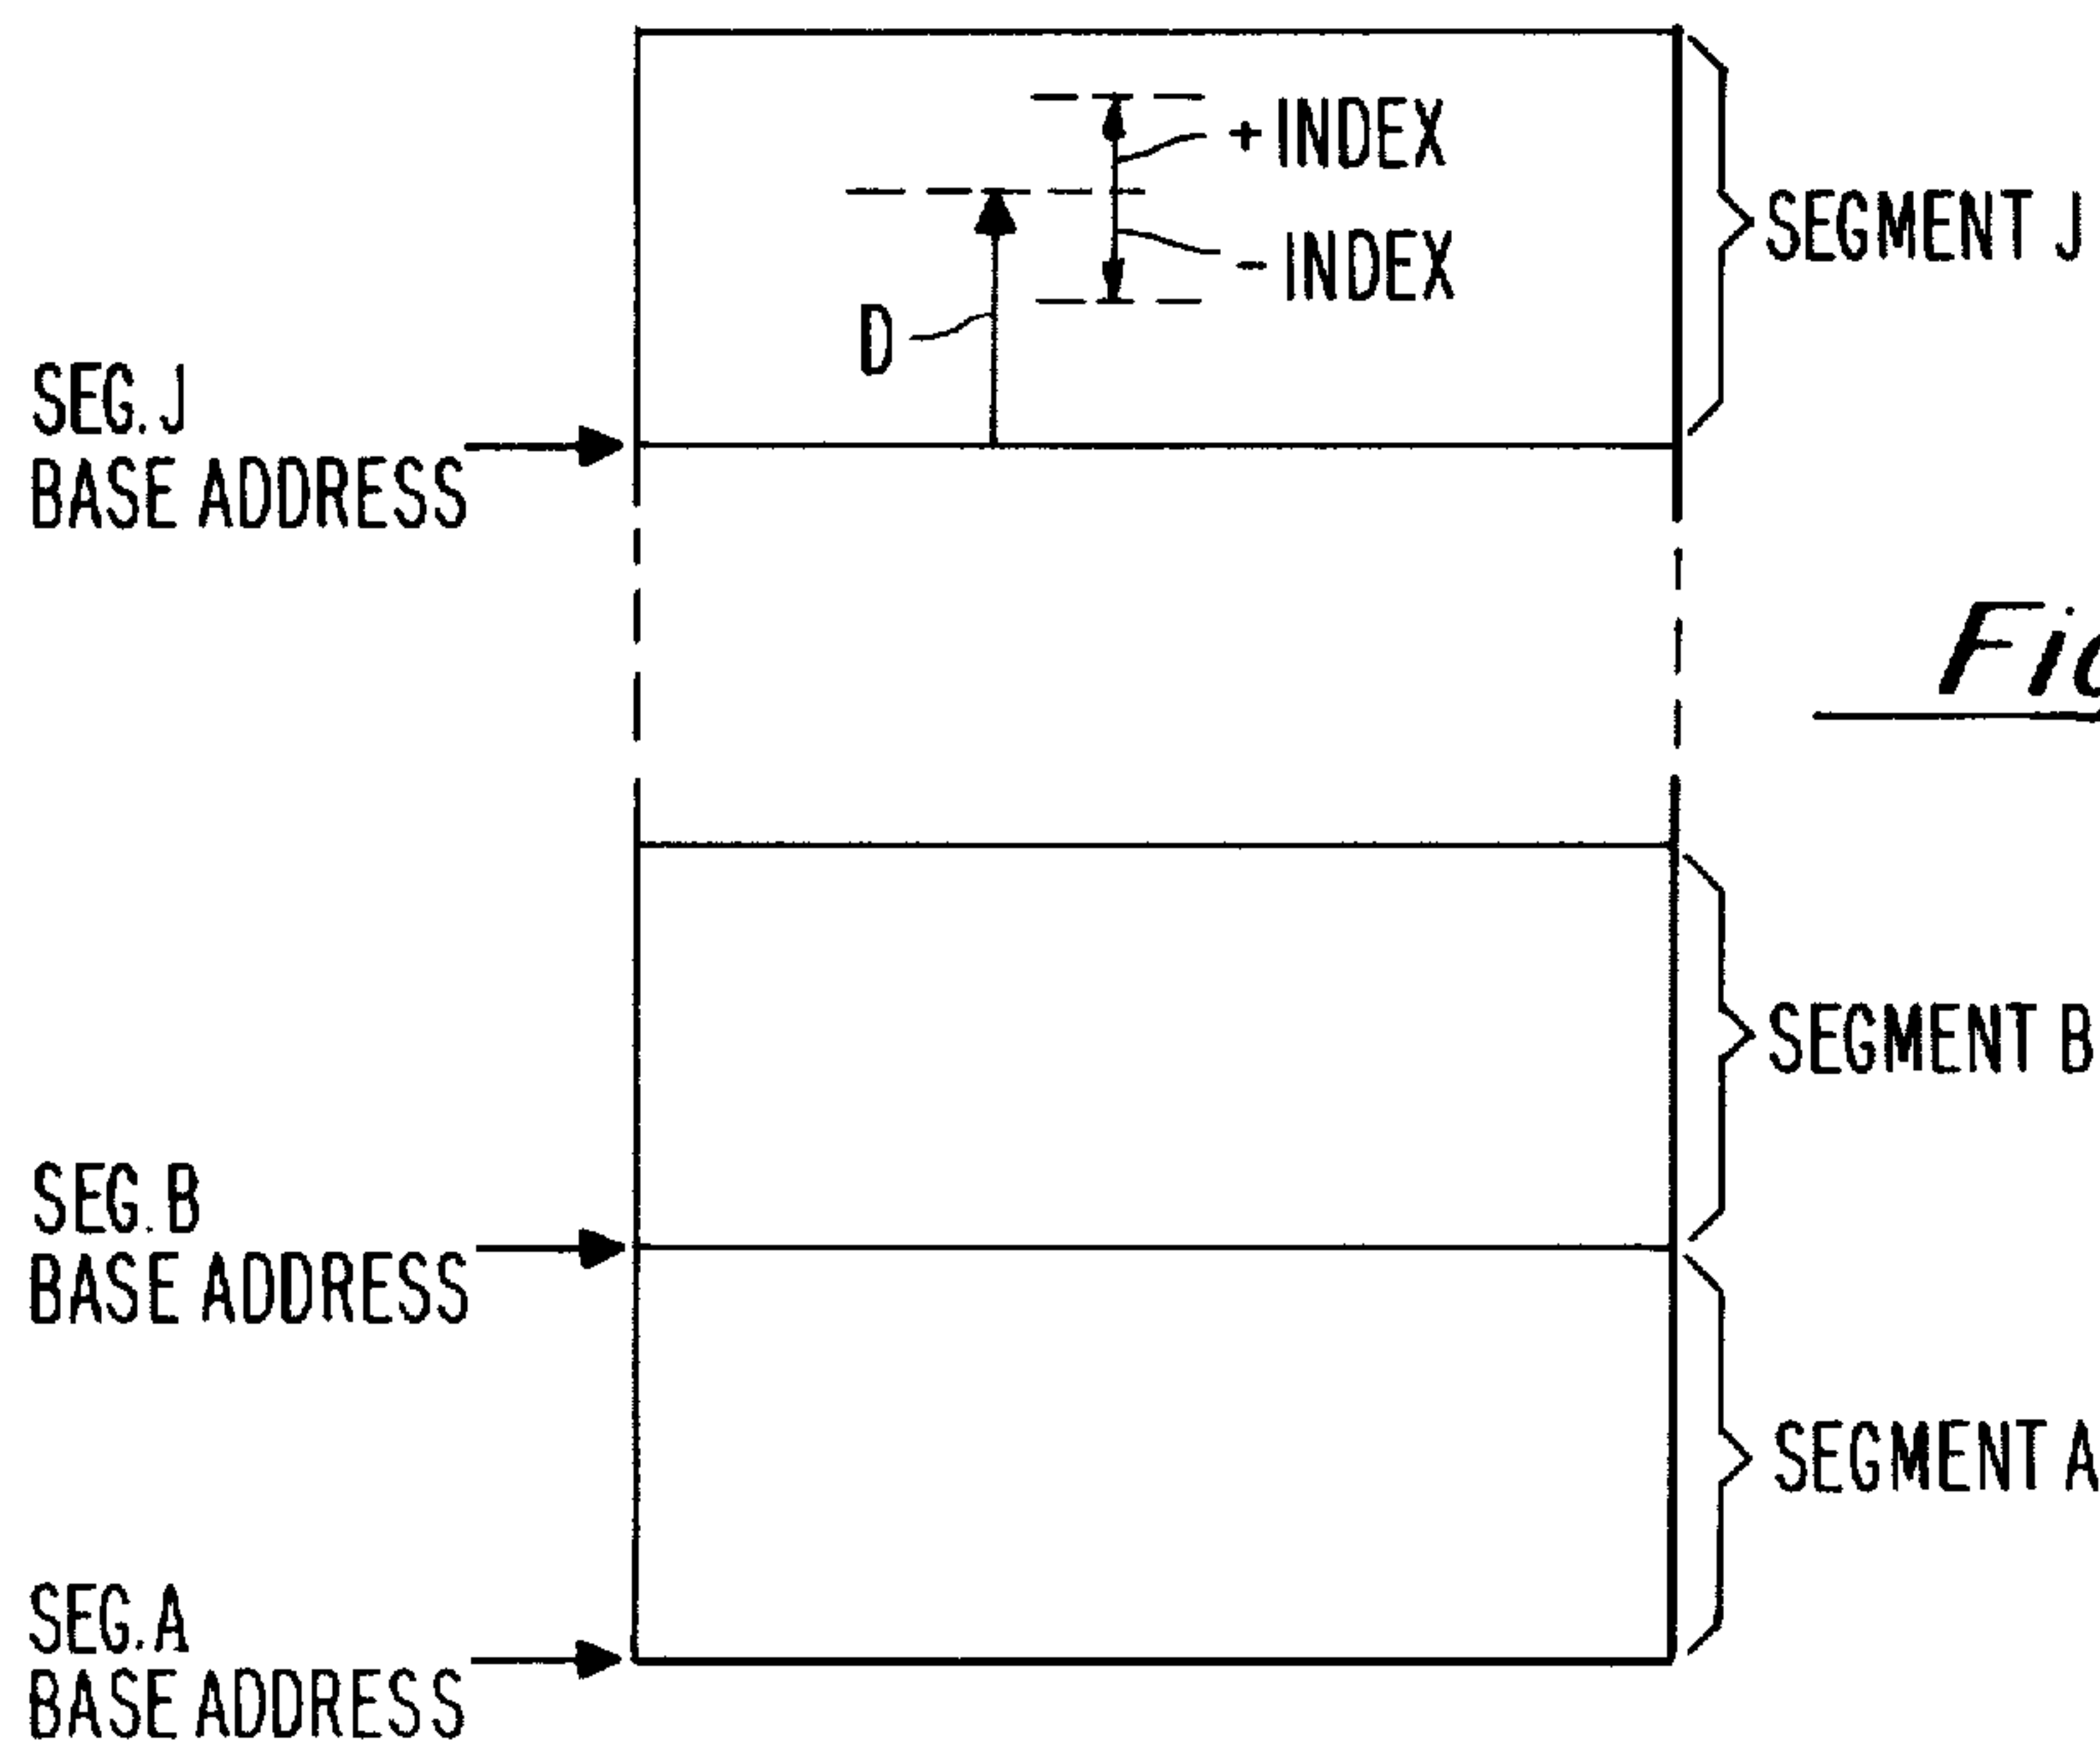 + INDEX
SEGMENT J
- INDEX
D
SEG. J
BASE ADDRESS
SEGMENT B
SEG. B
BASE ADDRESS
SEGMENT A
SEG. A
BASE ADDRESS